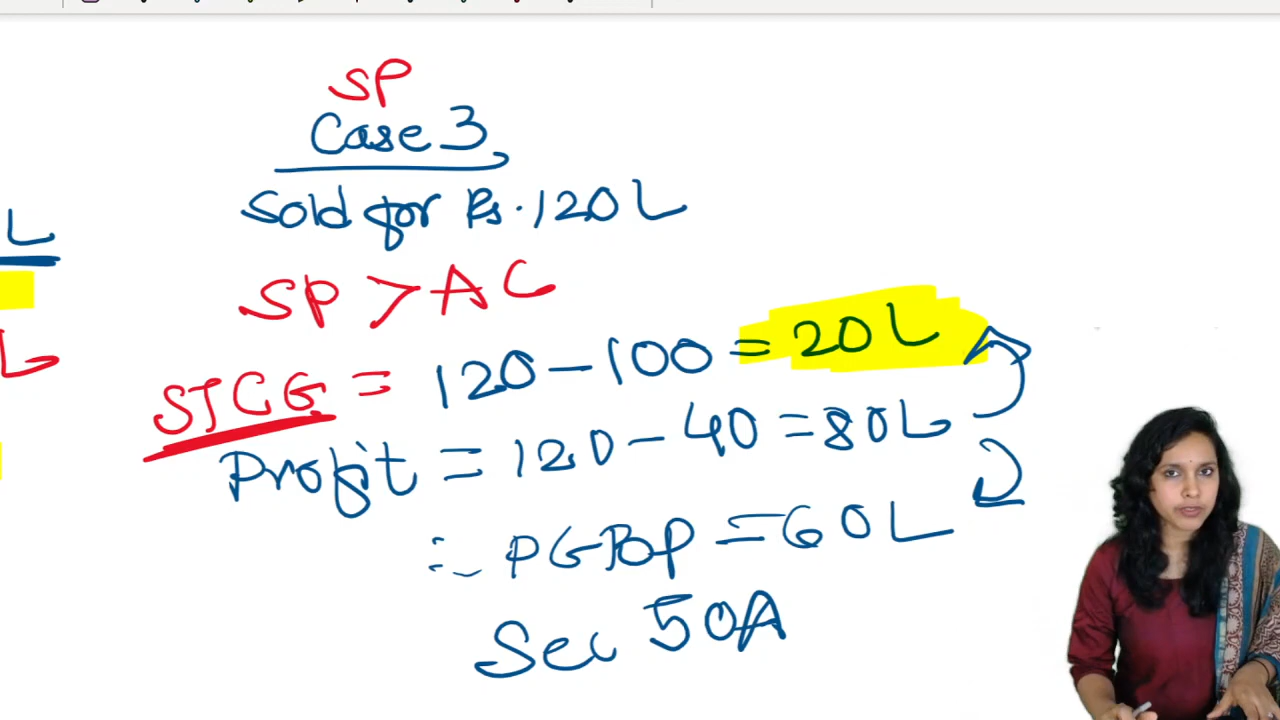 SP
Case 3
Sold for Rs. 120 L
L
SP > AC
L
STCG = 120 - 100 = 20 L
Profit = 120 - 40 = 80 L
∴ PGBP = 60 L
Sec 50A